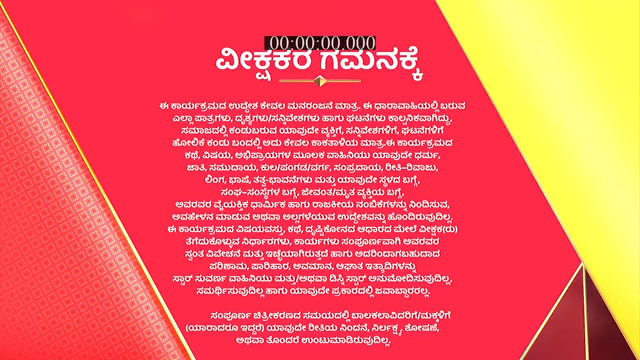 00:00:00.000
ವೀಕ್ಷಕರ ಗಮನಕ್ಕೆ
ಈ ಕಾರ್ಯಕ್ರಮದ ಉದ್ದೇಶ ಕೇವಲ ಮನರಂಜನೆ ಮಾತ್ರ. ಈ ಧಾರಾವಾಹಿಯಲ್ಲಿ ಬರುವ
ಎಲ್ಲಾ ಪಾತ್ರಗಳು, ದೃಶ್ಯಗಳು/ಸನ್ನಿವೇಶಗಳು ಹಾಗು ಘಟನೆಗಳು ಕಾಲ್ಪನಿಕವಾಗಿದ್ದು,
ಸಮಾಜದಲ್ಲಿ ಕಂಡುಬರುವ ಯಾವುದೇ ವ್ಯಕ್ತಿಗೆ, ಸನ್ನಿವೇಶಗಳಿಗೆ, ಘಟನೆಗಳಿಗೆ
ಹೋಲಿಕೆ ಕಂಡು ಬಂದಲ್ಲಿ ಅದು ಕೇವಲ ಕಾಕತಾಳಿಯ ಮಾತ್ರ.ಈ ಕಾರ್ಯಕ್ರಮದ
ಕಥೆ, ವಿಷಯ, ಅಭಿಪ್ರಾಯಗಳ ಮೂಲಕ ವಾಹಿನಿಯು ಯಾವುದೇ ಧರ್ಮ,
ಜಾತಿ, ಸಮುದಾಯ, ಕುಲ/ಪಂಗಡ/ವರ್ಗ, ಸಂಪ್ರದಾಯ, ರೀತಿ-ರಿವಾಜು,
ಲಿಂಗ, ಭಾಷೆ, ತತ್ವ-ಭಾವನೆಗಳು ಮತ್ತು ಯಾವುದೇ ಸ್ಥಳದ ಬಗ್ಗೆ,
ಸಂಘ-ಸಂಸ್ಥೆಗಳ ಬಗ್ಗೆ, ಜೀವಂತ/ಮೃತ ವ್ಯಕ್ತಿಯ ಬಗ್ಗೆ,
ಅವರವರ ವೈಯಕ್ತಿಕ ಧಾರ್ಮಿಕ ಹಾಗು ರಾಜಕೀಯ ನಂಬಿಕೆಗಳನ್ನು ನಿಂದಿಸುವ,
ಅವಹೇಳನ ಮಾಡುವ ಅಥವಾ ಅಲ್ಲಗಳೆಯುವ ಉದ್ದೇಶವನ್ನು ಹೊಂದಿರುವುದಿಲ್ಲ.
ಈ ಕಾರ್ಯಕ್ರಮದ ವಿಷಯವಸ್ತು, ಕಥೆ, ದೃಷ್ಟಿಕೋನದ ಆಧಾರದ ಮೇಲೆ ವೀಕ್ಷಕ(ರು)
ತೆಗೆದುಕೊಳ್ಳುವ ನಿರ್ಧಾರಗಳು, ಕಾರ್ಯಗಳು ಸಂಪೂರ್ಣವಾಗಿ ಅವರವರ
ಸ್ವಂತ ವಿವೇಚನೆ ಮತ್ತು ಇಚ್ಛೆಯಾಗಿರುತ್ತದೆ ಹಾಗು ಅದರಿಂದಾಗಬಹುದಾದ
ಪರಿಣಾಮ, ಪಾರಿಹಾರ, ಅವಮಾನ, ಆಘಾತ ಇತ್ಯಾದಿಗಳನ್ನು
ಸ್ಟಾರ್ ಸುವರ್ಣ ವಾಹಿನಿಯು ಮತ್ತು/ಅಥವಾ ಡಿಸ್ನಿ ಸ್ಟಾರ್ ಅನುಮೋದಿಸುವುದಿಲ್ಲ,
ಸಮರ್ಥಿಸುವುದಿಲ್ಲ ಹಾಗು ಯಾವುದೇ ಪ್ರಕಾರದಲ್ಲಿ ಜವಾಬ್ದಾರರಲ್ಲ.
ಸಂಪೂರ್ಣ ಚಿತ್ರೀಕರಣದ ಸಮಯದಲ್ಲಿ ಬಾಲಕಲಾವಿದರಿಗೆ/ಮಕ್ಕಳಿಗೆ
(ಯಾರಾದರೂ ಇದ್ದರೆ) ಯಾವುದೇ ರೀತಿಯ ನಿಂದನೆ, ನಿರ್ಲಕ್ಷ್ಯ, ಶೋಷಣೆ,
ಅಥವಾ ತೊಂದರೆ ಉಂಟುಮಾಡಿರುವುದಿಲ್ಲ.